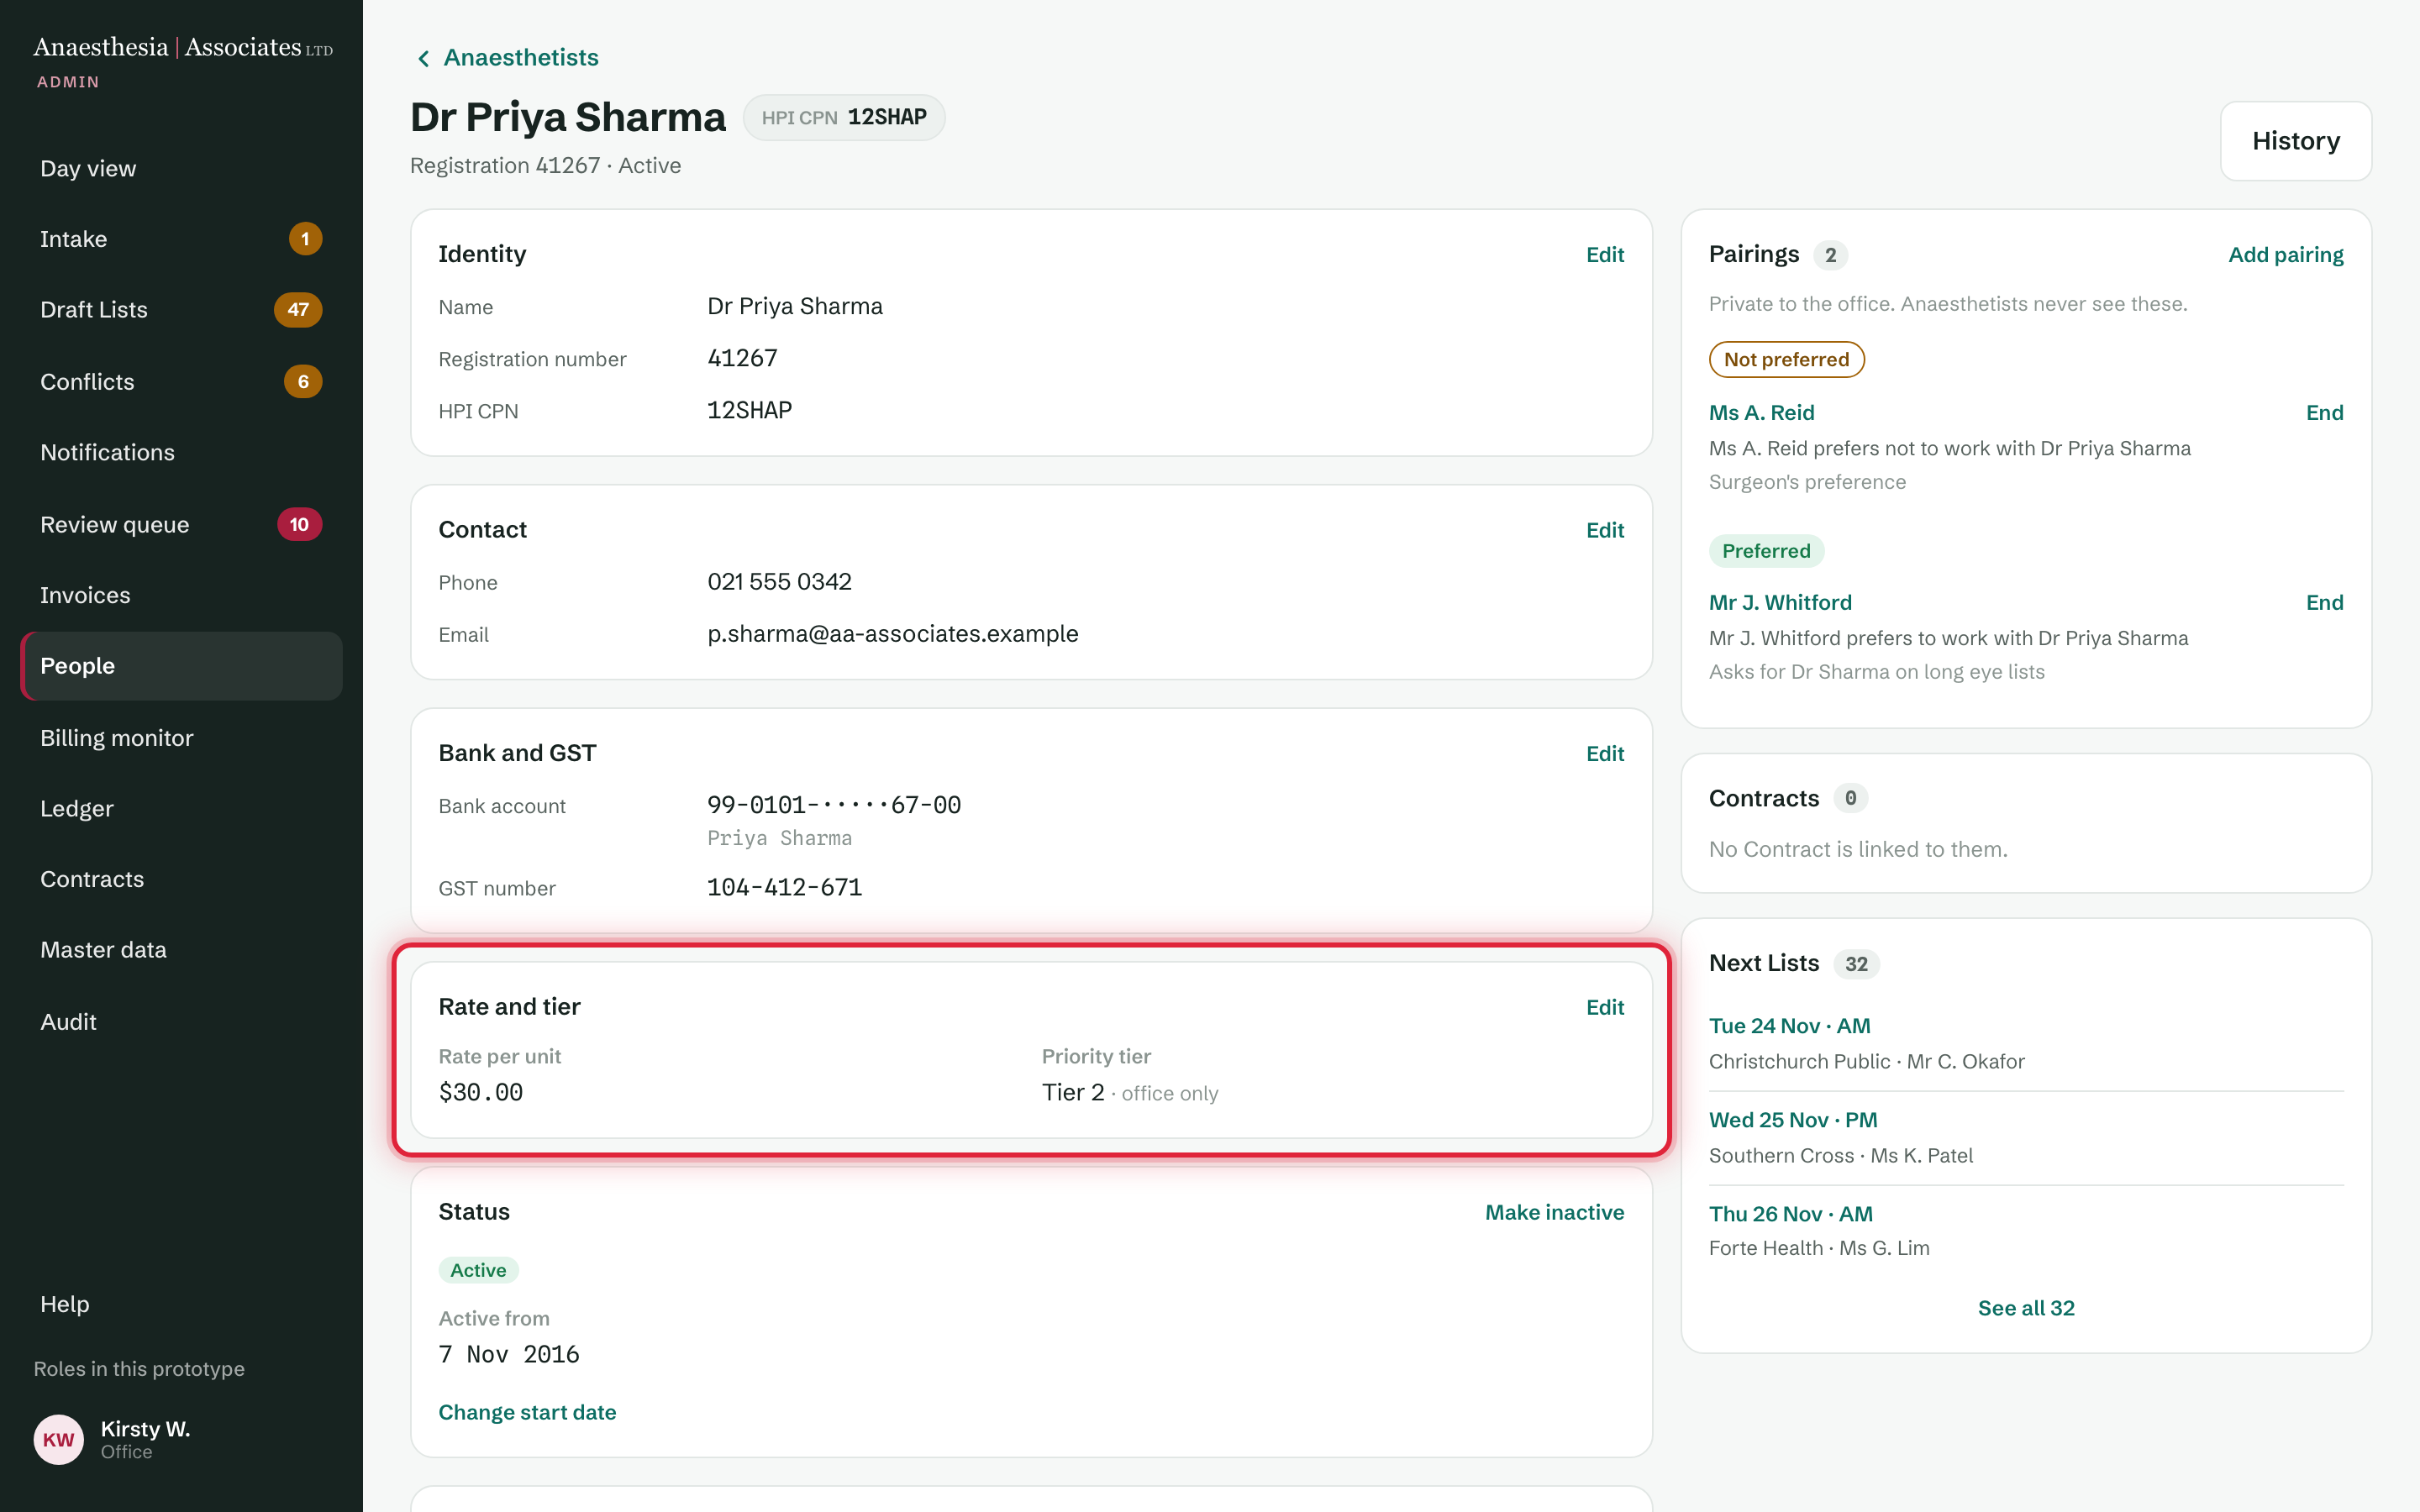 Anaesthesia | Associates LTD
ADMIN
Day view
Intake 1
Draft Lists 47
Conflicts 6
Notifications
Review queue 10
Invoices
People
Billing monitor
Ledger
Contracts
Master data
Audit
Help
Roles in this prototype
KW
Kirsty W.
Office
Anaesthetists
Dr Priya Sharma HPI CPN 12SHAP
Registration 41267 · Active
History
Identity Edit
Name Dr Priya Sharma
Registration number 41267
HPI CPN 12SHAP
Contact Edit
Phone 021 555 0342
Email p.sharma@aa-associates.example
Bank and GST Edit
Bank account 99-0101-·····67-00
Priya Sharma
GST number 104-412-671
Rate and tier Edit
Rate per unit Priority tier
$30.00 Tier 2 · office only
Status Make inactive
Active
Active from
7 Nov 2016
Change start date
Pairings 2 Add pairing
Private to the office. Anaesthetists never see these.
Not preferred
Ms A. Reid End
Ms A. Reid prefers not to work with Dr Priya Sharma
Surgeon's preference
Preferred
Mr J. Whitford End
Mr J. Whitford prefers to work with Dr Priya Sharma
Asks for Dr Sharma on long eye lists
Contracts 0
No Contract is linked to them.
Next Lists 32
Tue 24 Nov · AM
Christchurch Public · Mr C. Okafor
Wed 25 Nov · PM
Southern Cross · Ms K. Patel
Thu 26 Nov · AM
Forte Health · Ms G. Lim
See all 32